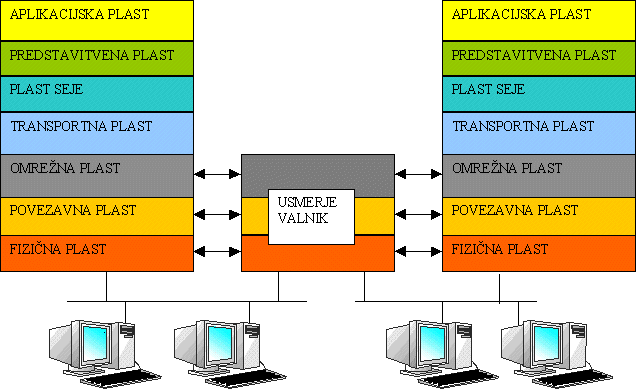 APLIKACIJSKA PLAST
PREDSTAVITVENA PLAST
PLAST SEJE
TRANSPORTNA PLAST
OMREŽNA PLAST
POVEZAVNA PLAST
FIZIČNA PLAST
USMERJE
VALNIK
APLIKACIJSKA PLAST
PREDSTAVITVENA PLAST
PLAST SEJE
TRANSPORTNA PLAST
OMREŽNA PLAST
POVEZAVNA PLAST
FIZIČNA PLAST